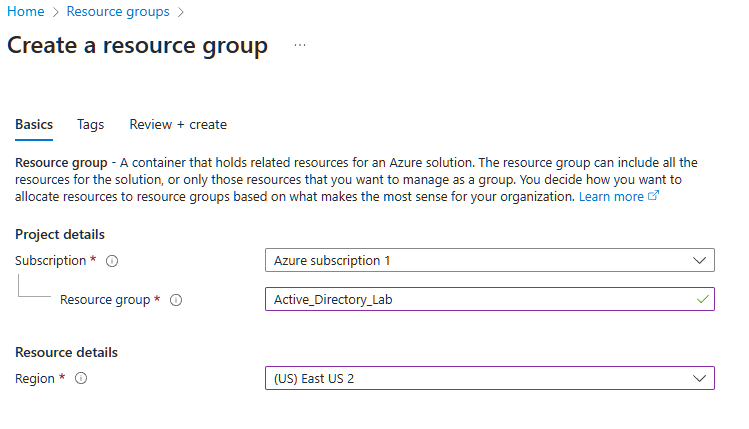 Home > Resource groups >
Create a resource group ...
Basics Tags Review + create
Resource group - A container that holds related resources for an Azure solution. The resource group can include all the
resources for the solution, or only those resources that you want to manage as a group. You decide how you want to
allocate resources to resource groups based on what makes the most sense for your organization. Learn more
Project details
Subscription * Azure subscription 1
Resource group * Active_Directory_Lab
Resource details
Region * (US) East US 2